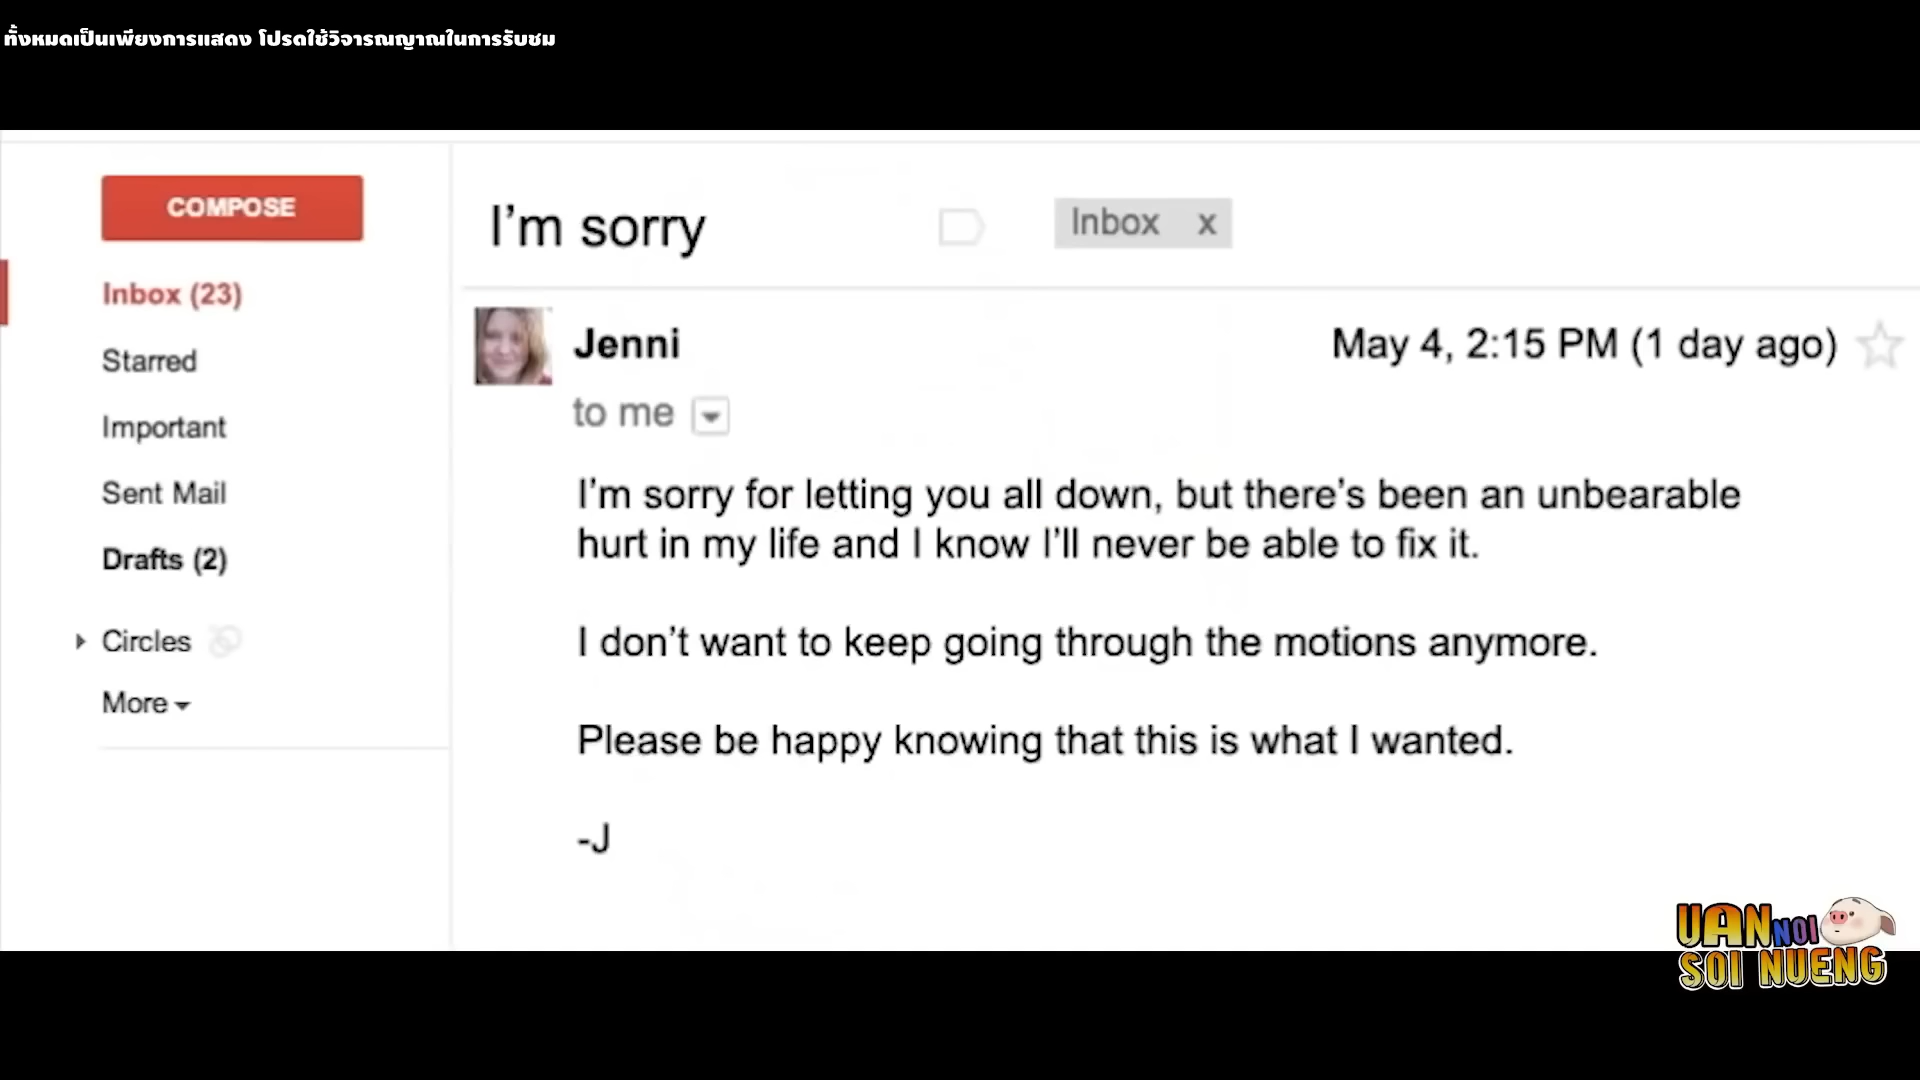 ทั้งหมดเป็นเพียงการแสดง โปรดใช้วิจารณญาณในการรับชม
COMPOSE
Inbox (23)
Starred
Important
Sent Mail
Drafts (2)
Circles
More
I'm sorry
Inbox x
Jenni
May 4, 2:15 PM (1 day ago)
to me
I'm sorry for letting you all down, but there's been an unbearable
hurt in my life and I know I'll never be able to fix it.
I don't want to keep going through the motions anymore.
Please be happy knowing that this is what I wanted.
-J
UAN NOI
SOI NUENG